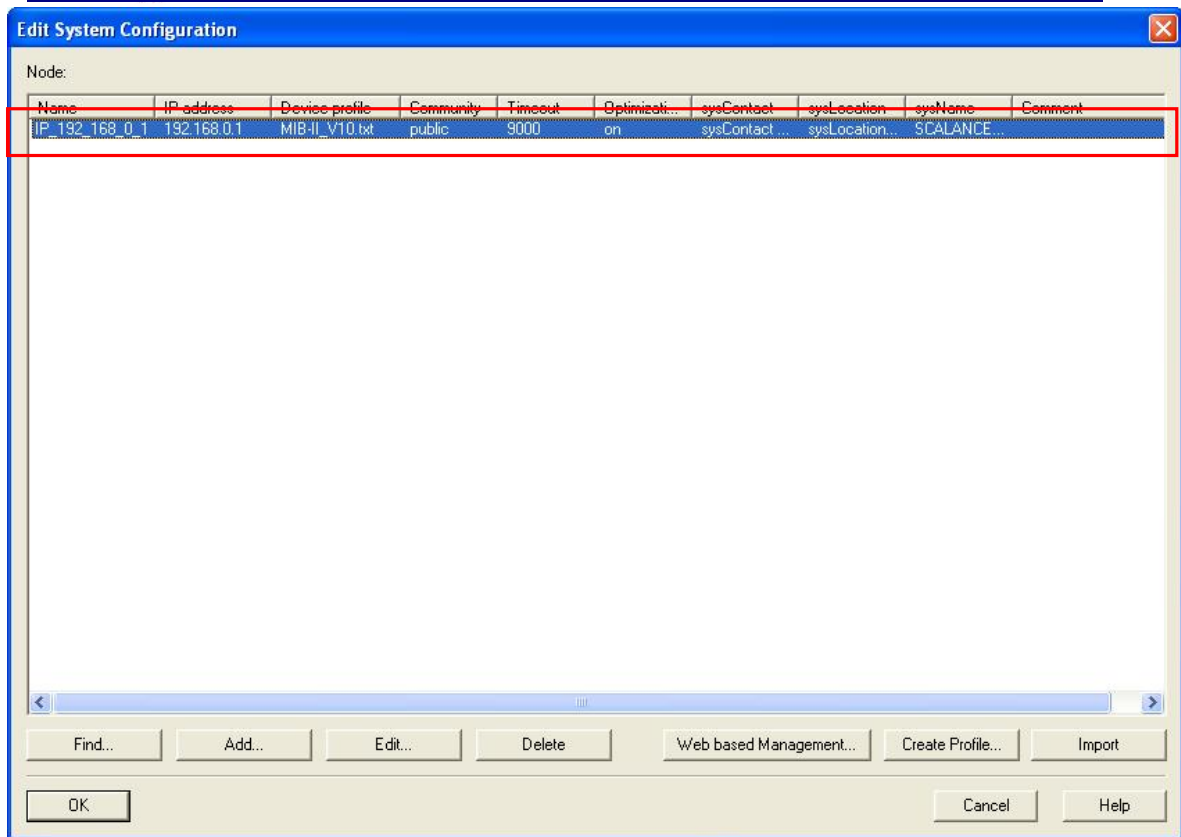 Edit System Configuration
Node:
Name IP address Device profile Community Timeout Optimizati... sysContact sysLocation sysName Comment
IP_192_168_0_1 192.168.0.1 MIB-II_V10.txt public 9000 on sysContact ... sysLocation... SCALANCE...
Find... Add... Edit... Delete Web based Management... Create Profile... Import
OK Cancel Help